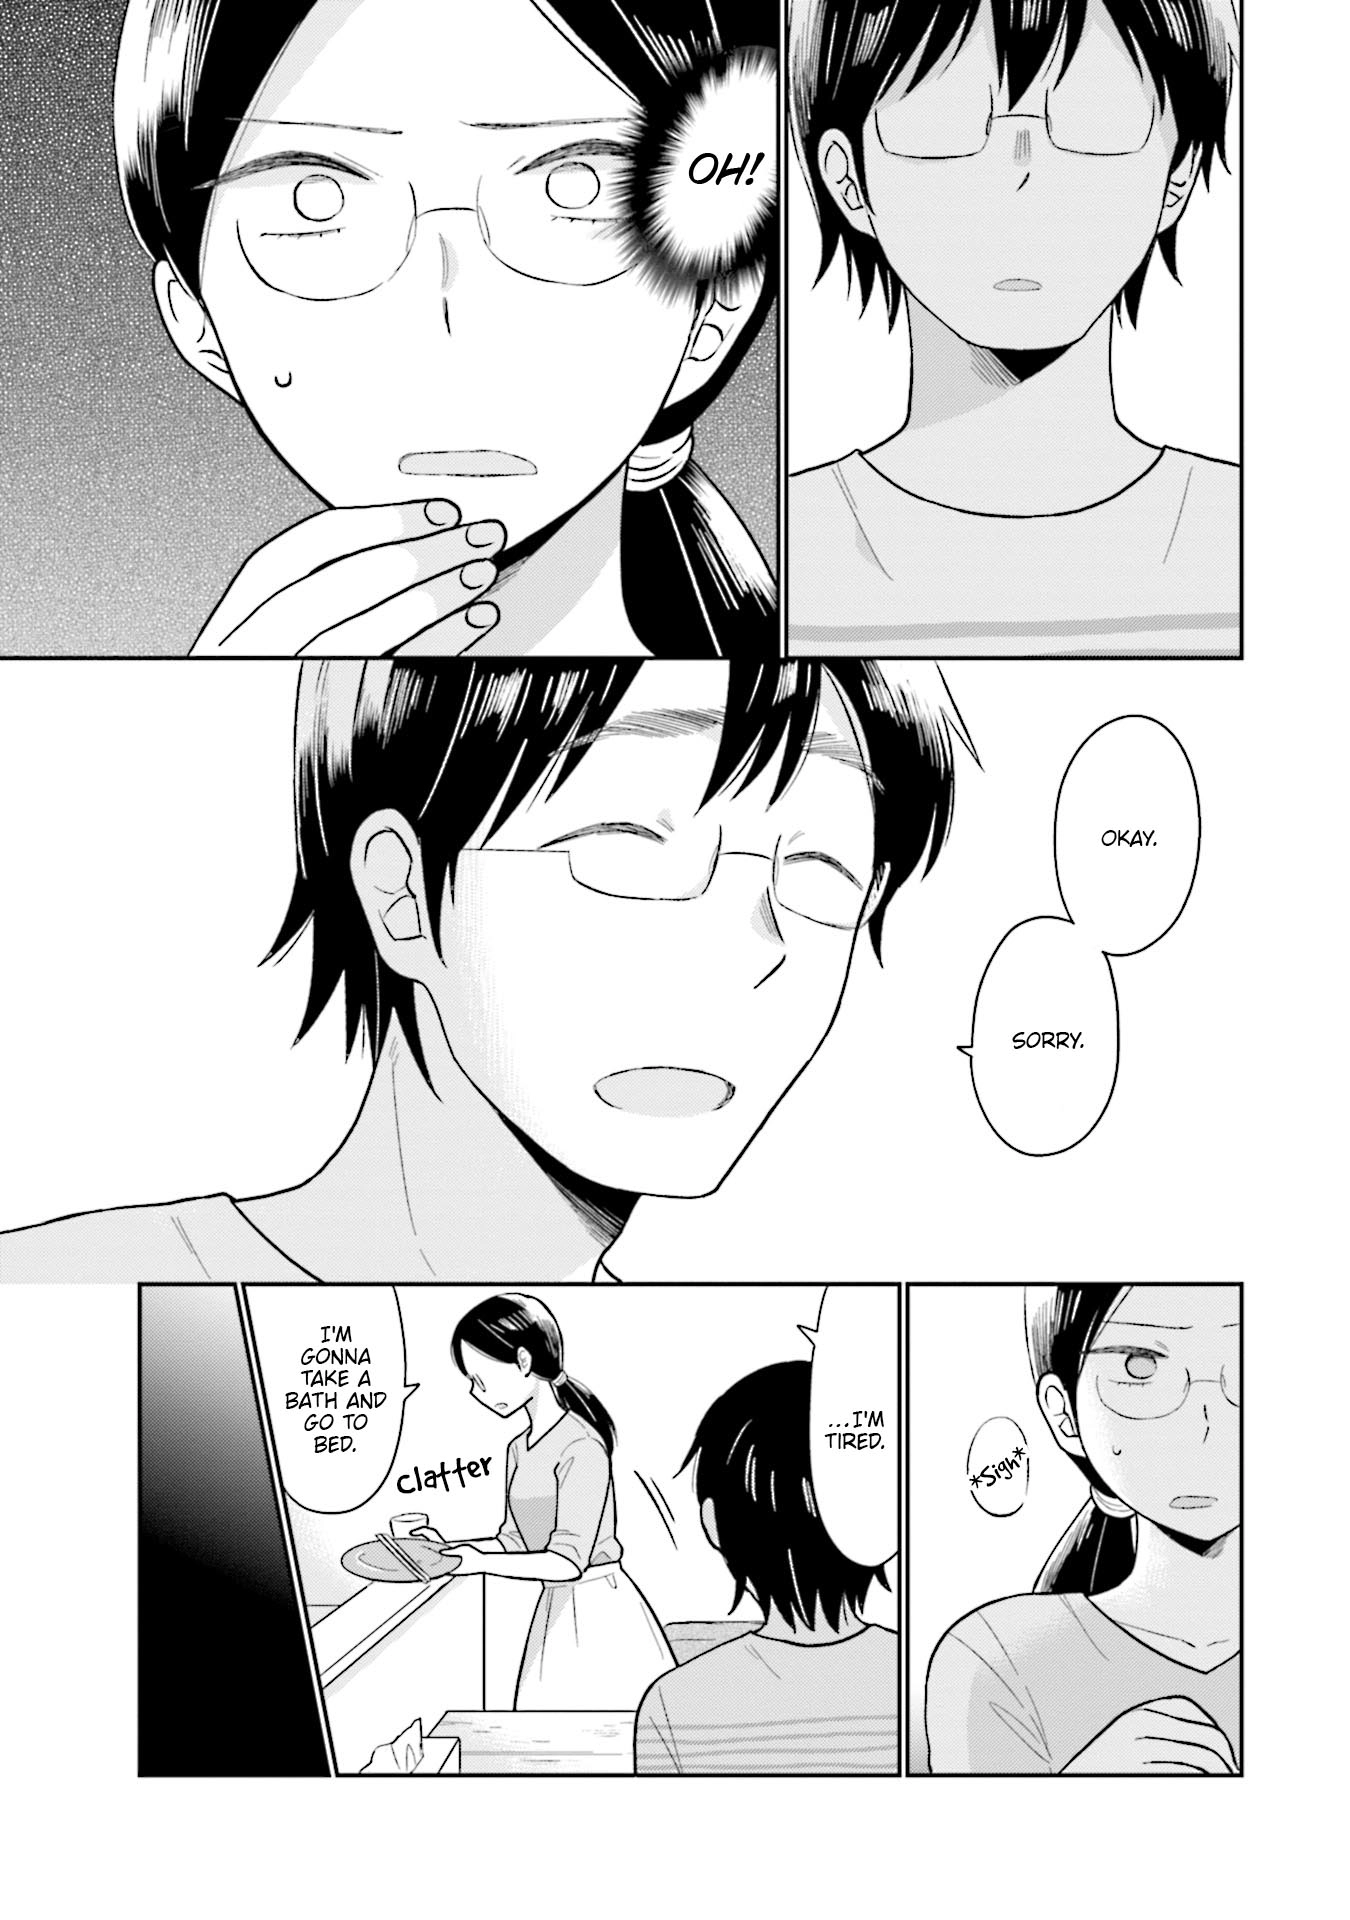 OH!
OKAY.
SORRY.
*Sigh*
...I'M
TIRED.
clatter
I'M
GONNA
TAKE A
BATH AND
GO TO
BED.